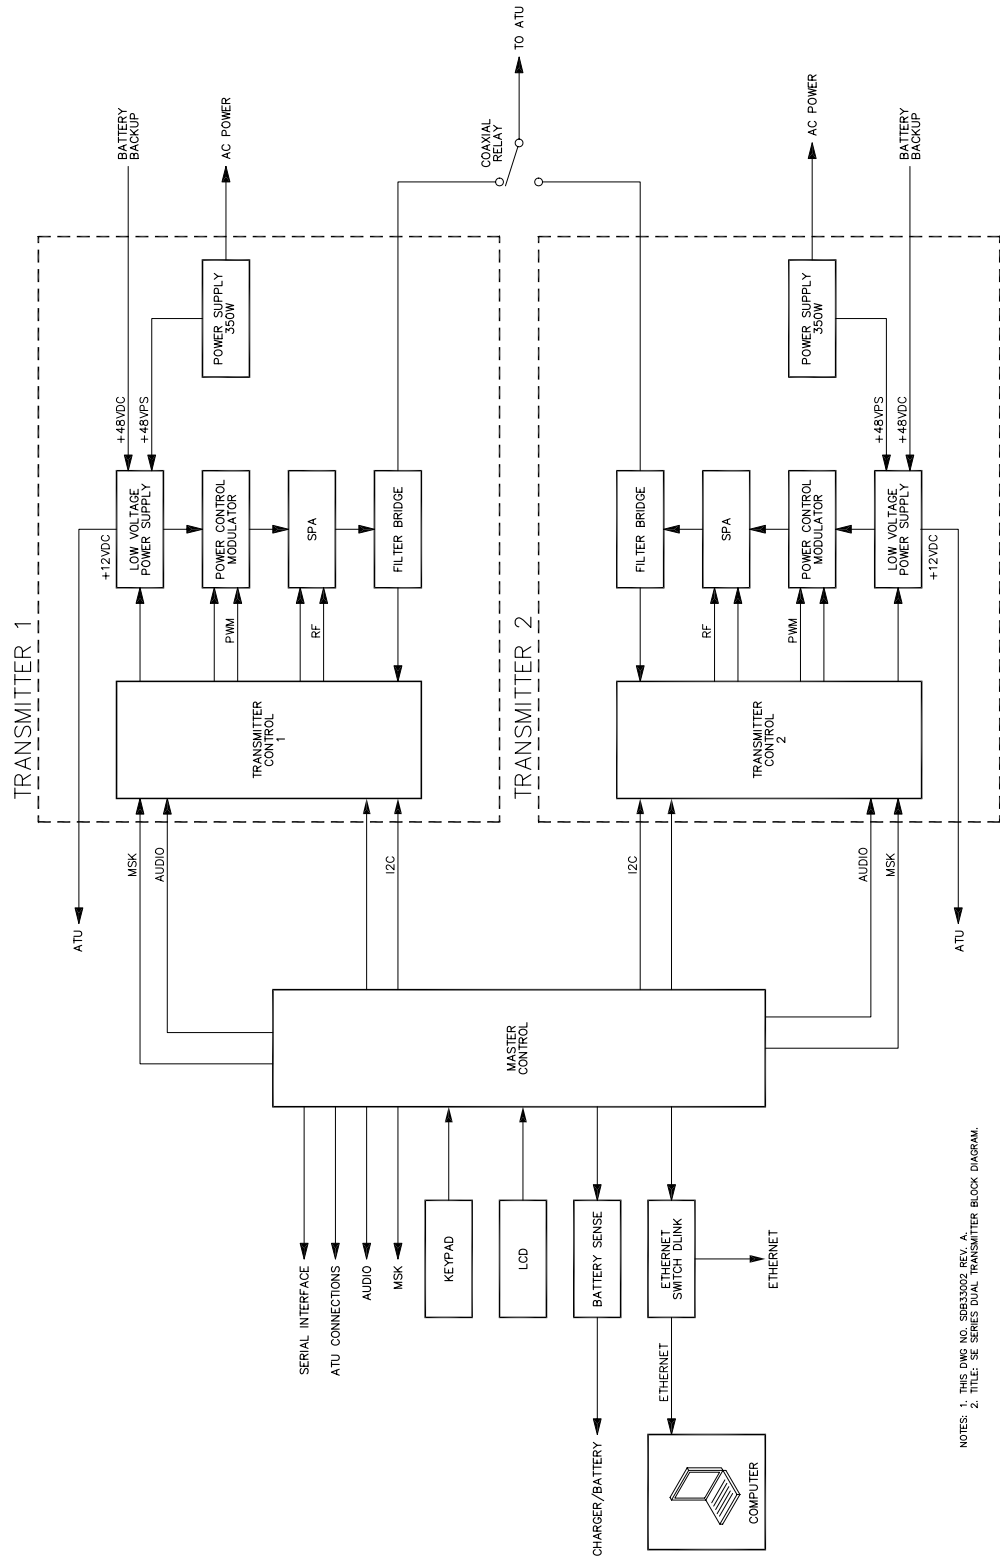 TRANSMITTER 1
ATU
+12VDC
LOW VOLTAGE
POWER SUPPLY
+48VDC
+48VPS
BATTERY
BACKUP
POWER SUPPLY
350W
AC POWER
MSK
AUDIO
I2C
TRANSMITTER
CONTROL
1
PWM
POWER CONTROL
MODULATOR
RF
SPA
FILTER BRIDGE
COAXIAL
RELAY
TO ATU
SERIAL INTERFACE
ATU CONNECTIONS
AUDIO
MSK
KEYPAD
LCD
BATTERY SENSE
CHARGER/BATTERY
ETHERNET
SWITCH DLINK
ETHERNET
ETHERNET
COMPUTER
MASTER
CONTROL
TRANSMITTER 2
I2C
AUDIO
MSK
TRANSMITTER
CONTROL
2
FILTER BRIDGE
RF
SPA
PWM
POWER CONTROL
MODULATOR
LOW VOLTAGE
POWER SUPPLY
+12VDC
ATU
+48VPS
+48VDC
POWER SUPPLY
350W
AC POWER
BATTERY
BACKUP
NOTES: 1. THIS DWG NO. SDB33002 REV. A.
2. TITLE: SE SERIES DUAL TRANSMITTER BLOCK DIAGRAM.